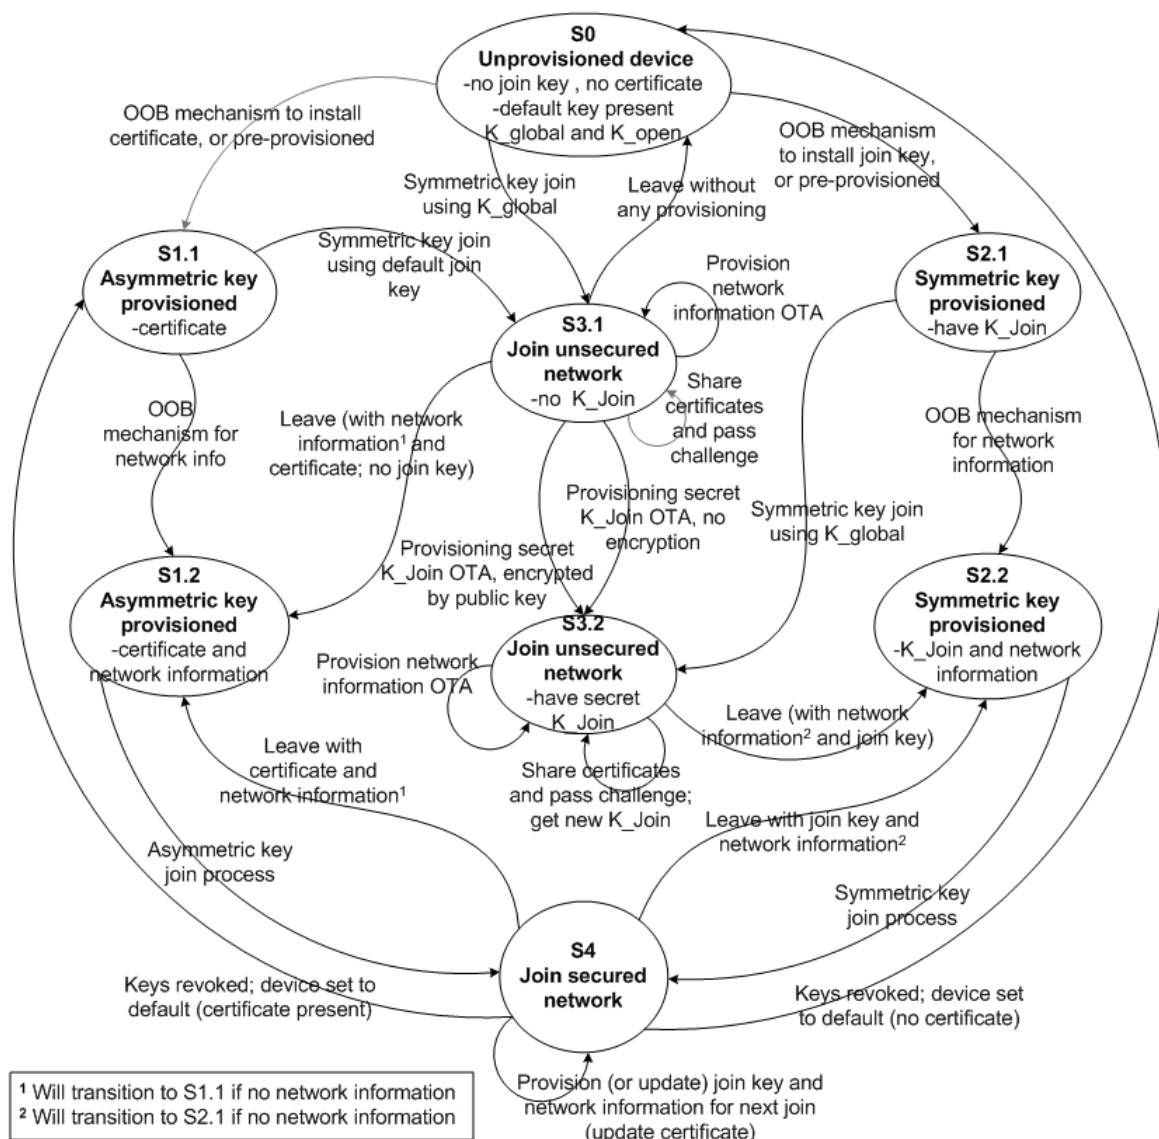 S0
Unprovisioned device
-no join key , no certificate
-default key present
K_global and K_open
OOB mechanism to install
certificate, or pre-provisioned
OOB mechanism
to install join key,
or pre-provisioned
Symmetric key join
using K_global
Leave without
any provisioning
S1.1
Asymmetric key
provisioned
-certificate
Symmetric key join
using default join
key
Provision
network
information OTA
S2.1
Symmetric key
provisioned
-have K_Join
S3.1
Join unsecured
network
-no K_Join
Share
certificates
and pass
challenge
OOB
mechanism for
network info
Leave (with network
information¹ and
certificate; no join key)
OOB mechanism
for network
information
Provisioning secret
K_Join OTA, no
encryption
Symmetric key join
using K_global
Provisioning secret
K_Join OTA, encrypted
by public key
S1.2
Asymmetric key
provisioned
-certificate and
network information
S2.2
Symmetric key
provisioned
-K_Join and network
information
S3.2
Join unsecured
network
-have secret
K_Join
Provision network
information OTA
Leave (with network
information² and join key)
Leave with
certificate and
network information¹
Share certificates
and pass challenge;
get new K_Join
Leave with join key and
network information²
Asymmetric key
join process
Symmetric key
join process
S4
Join secured
network
Keys revoked; device set to
default (certificate present)
Keys revoked; device set
to default (no certificate)
Provision (or update) join key and
network information for next join
(update certificate)
¹ Will transition to S1.1 if no network information
² Will transition to S2.1 if no network information